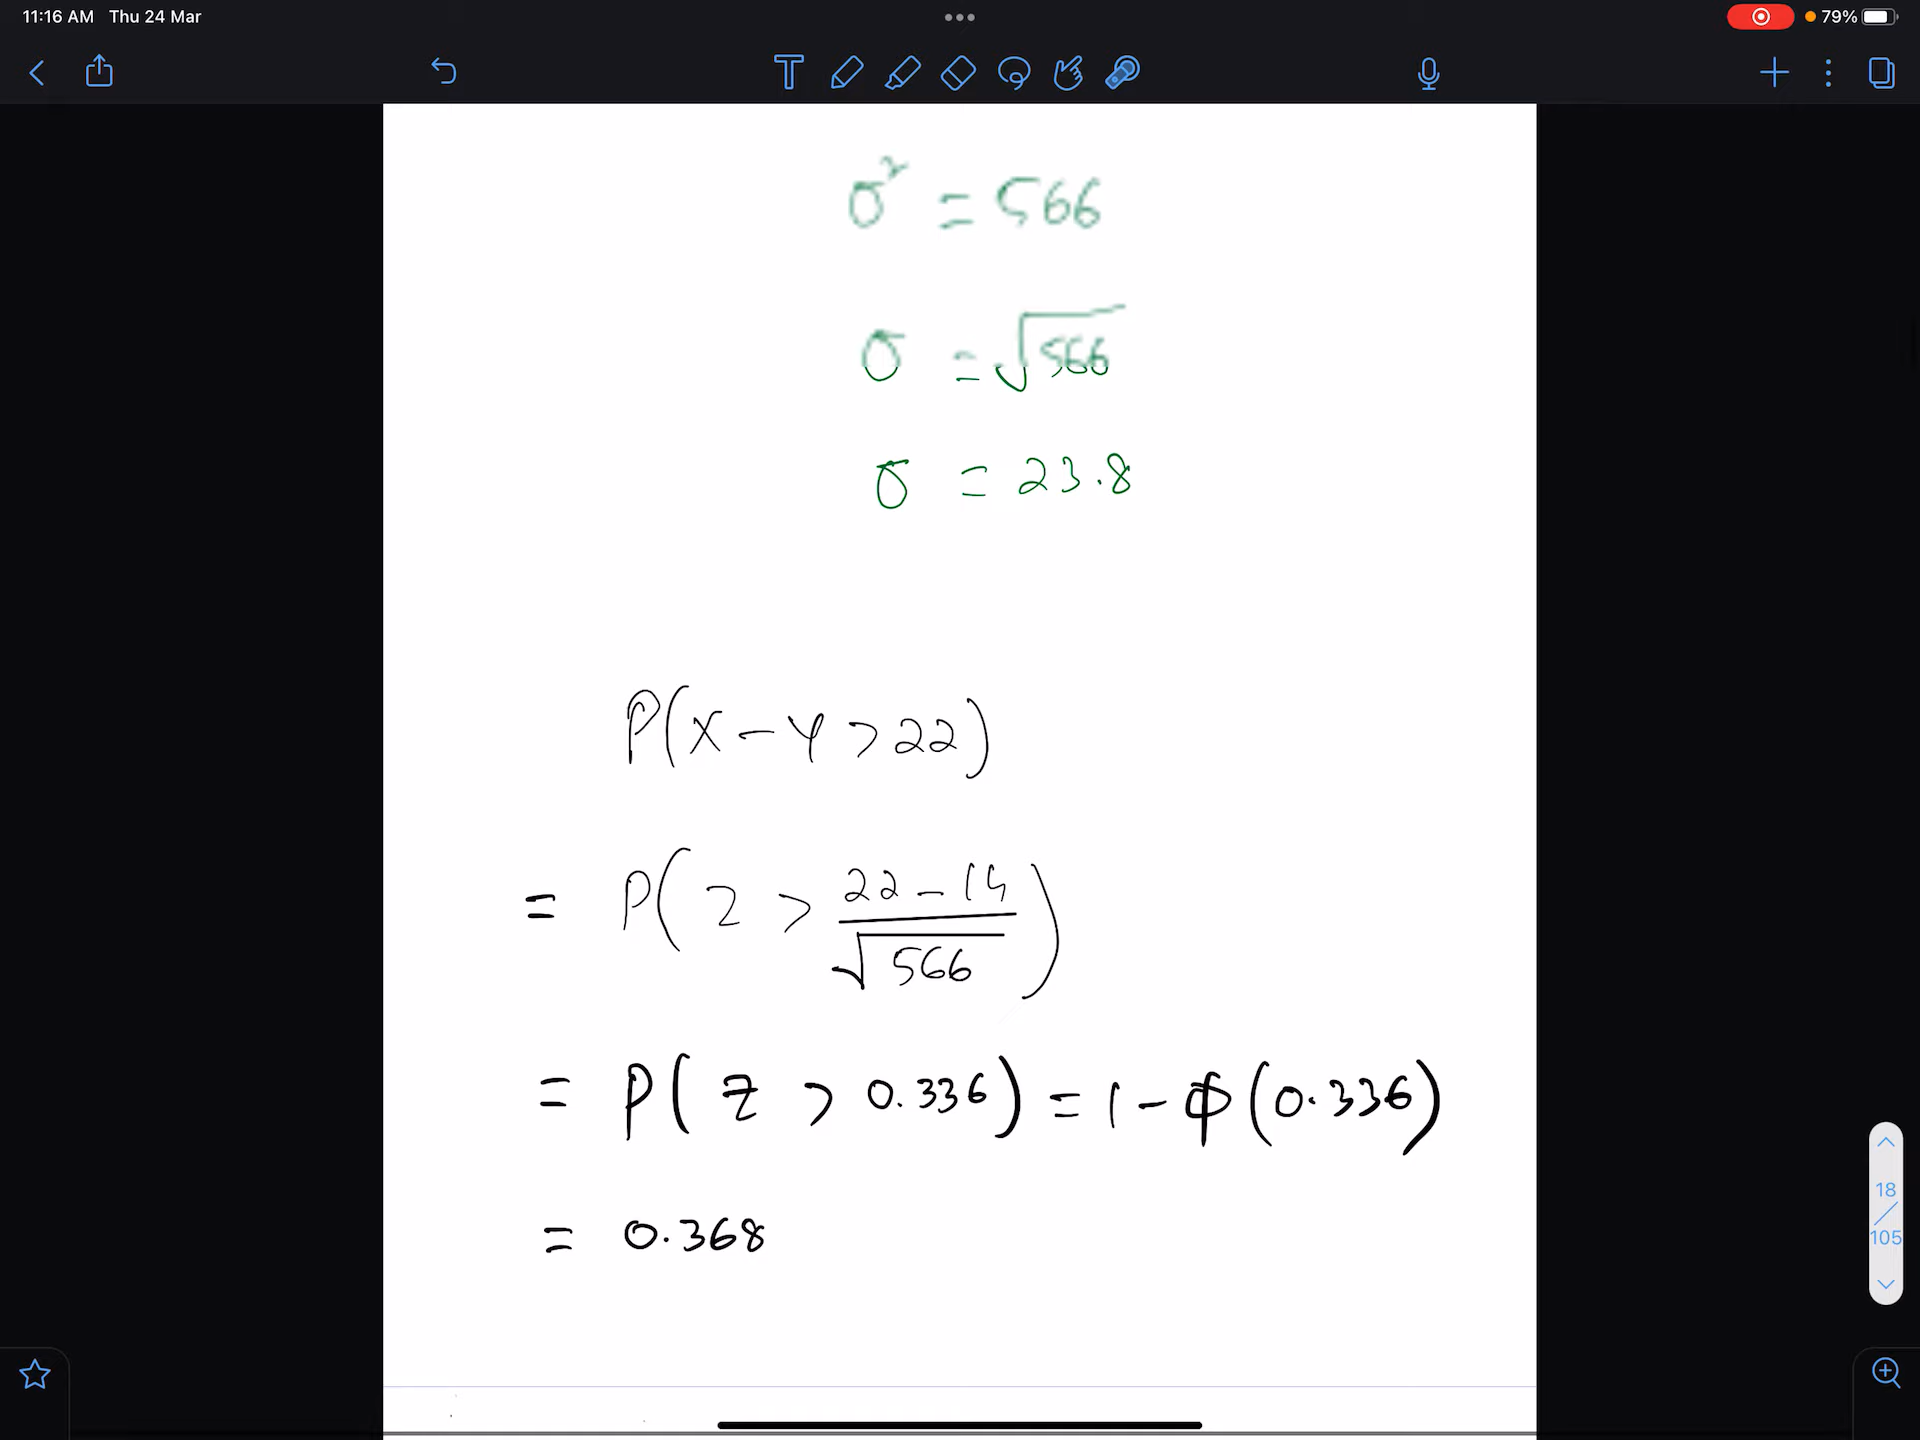 11:16 AM Thu 24 Mar
79%
σ² = 566
σ = √566
σ = 23.8
P(X - Y > 22)
= P(Z > (22 - 14)/√566)
= P(Z > 0.336) = 1 - Φ(0.336)
= 0.368
18
/
105